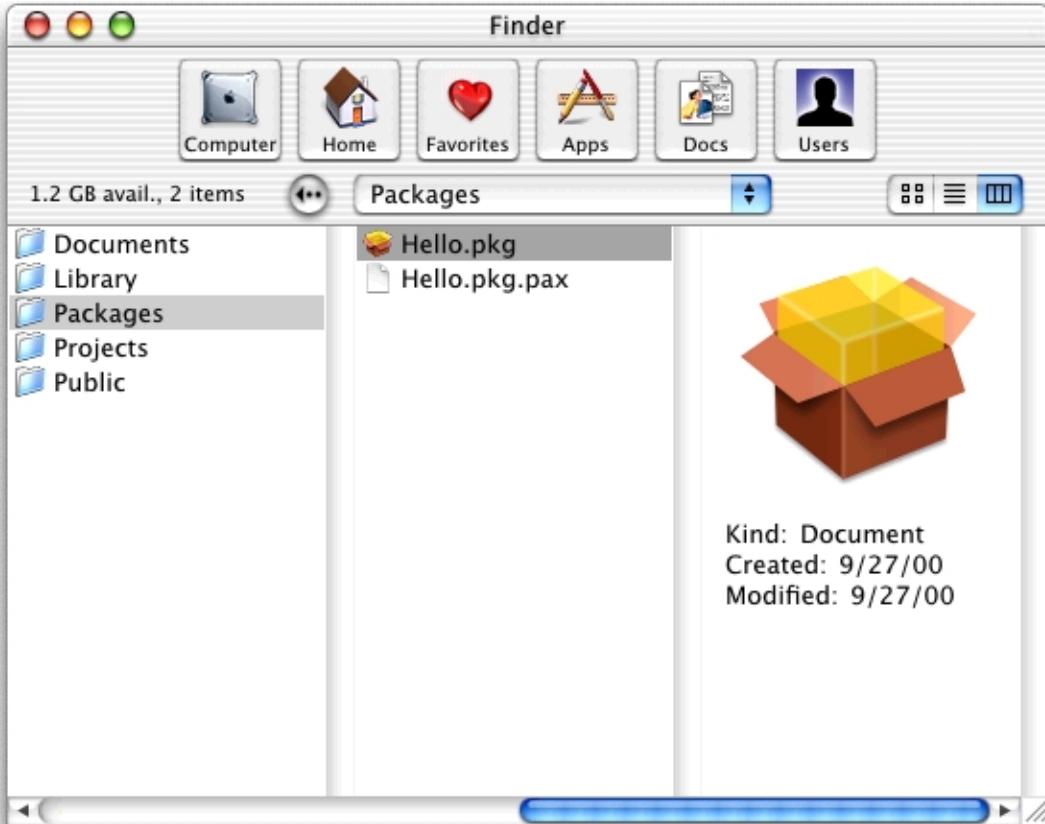 Finder
Computer Home Favorites Apps Docs Users
1.2 GB avail., 2 items Packages
Documents
Library
Packages
Projects
Public
Hello.pkg
Hello.pkg.pax
Kind: Document
Created: 9/27/00
Modified: 9/27/00